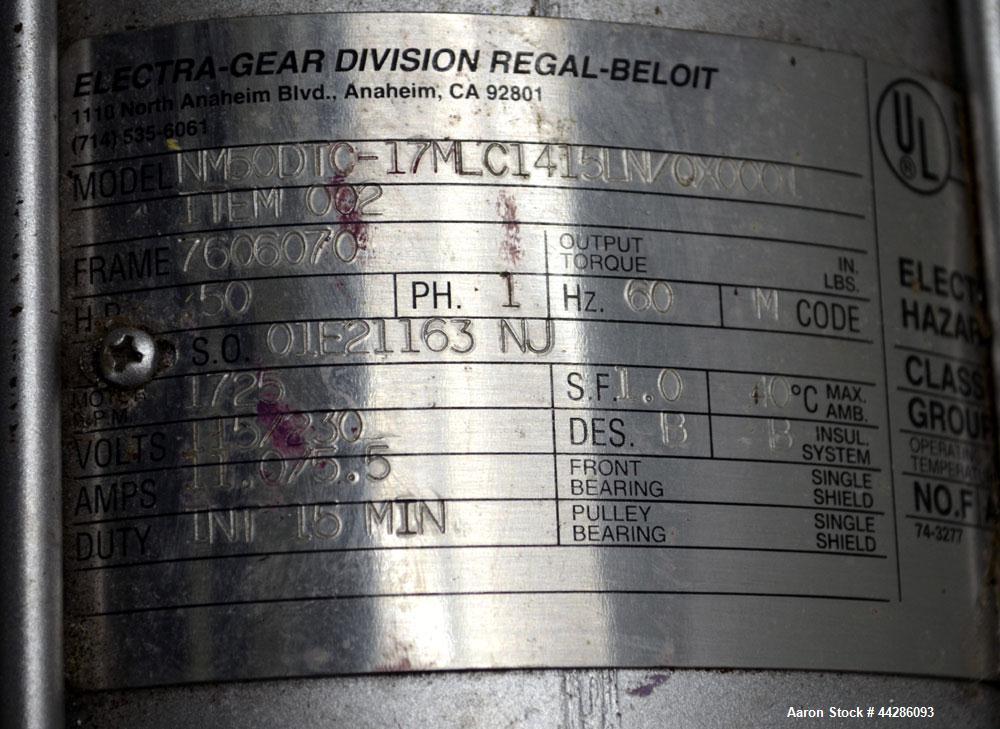 ELECTRA-GEAR DIVISION REGAL-BELOIT
1110 North Anaheim Blvd., Anaheim, CA 92801
(714) 535-6061
MODEL NM50DTC-17MLC1415LN/QX0001
ITEM 002
FRAME 7606070 OUTPUT TORQUE IN. LBS.
H.P. .50 PH. 1 Hz. 60 M CODE
S.O. 01E21163 NJ
MOTOR R.P.M. 1725 S.F. 1.0 40 °C MAX. AMB.
VOLTS 115/230 DES. B B INSUL. SYSTEM
AMPS 11.0/5.5 FRONT BEARING SINGLE SHIELD
DUTY INT 15 MIN PULLEY BEARING SINGLE SHIELD
UL ®
ELECT
HAZAR
CLASS
GROUP
OPERATIN
TEMPERAT
NO.F
74-3277
Aaron Stock # 44286093